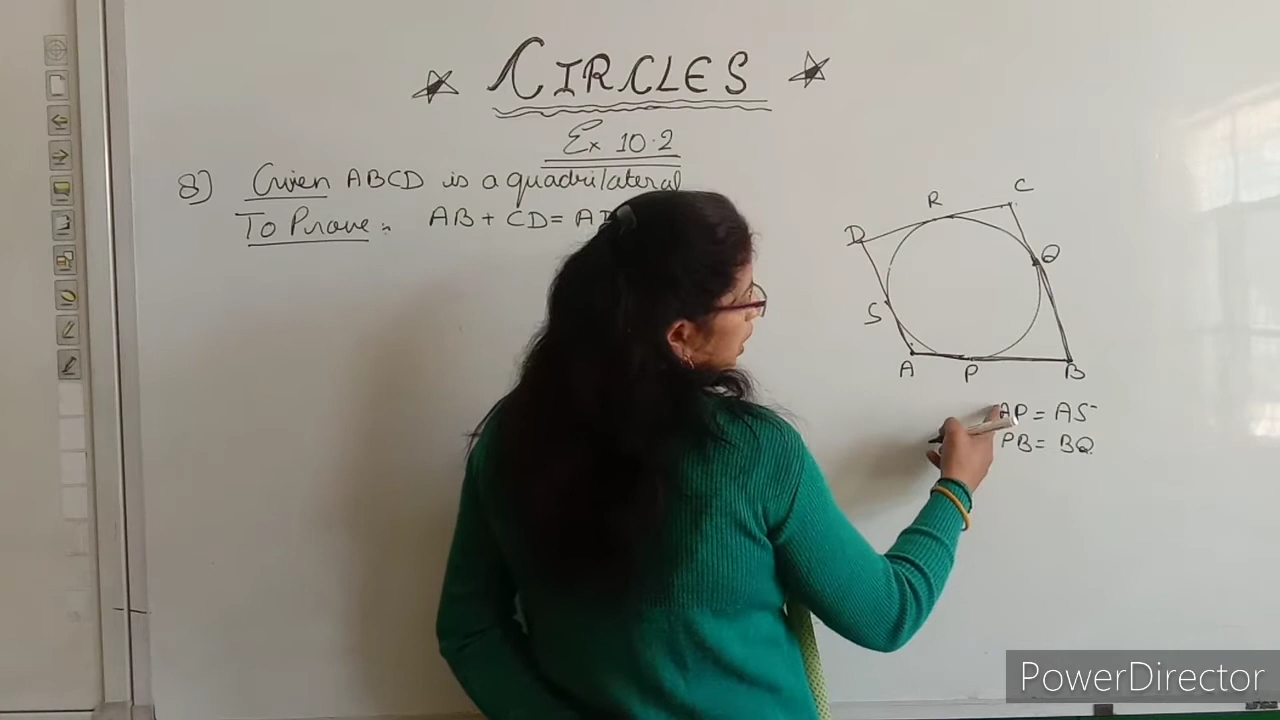 CIRCLES
Ex 10.2
8) Given ABCD is a quadrilateral
To Prove : AB + CD = A
C
R
D
Q
S
A P B
AP = AS
PB = BQ
PowerDirector